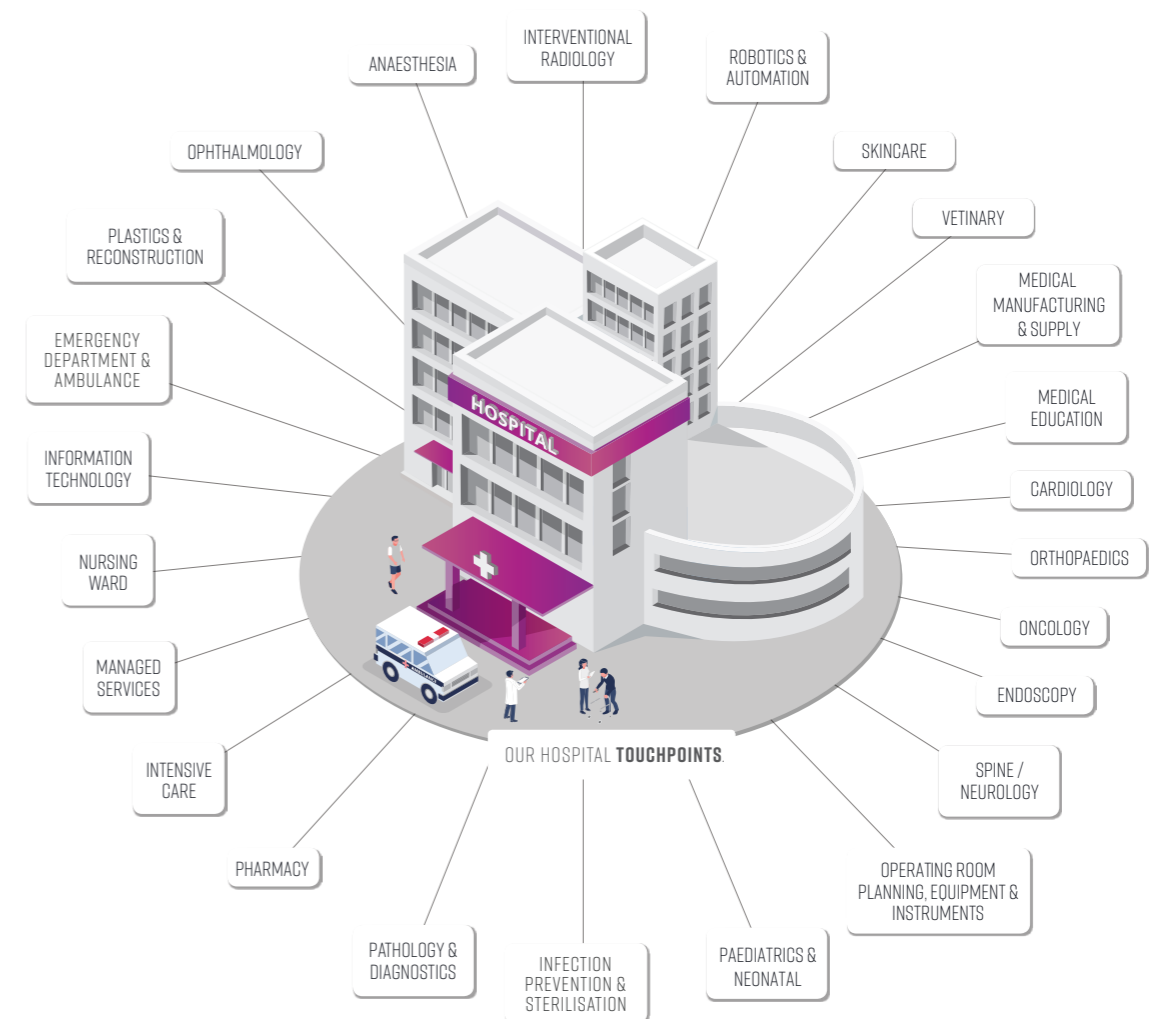 INTERVENTIONAL
RADIOLOGY
ROBOTICS &
AUTOMATION
SKINCARE
VETINARY
MEDICAL
MANUFACTURING
& SUPPLY
MEDICAL
EDUCATION
CARDIOLOGY
ORTHOPAEDICS
ONCOLOGY
ENDOSCOPY
SPINE /
NEUROLOGY
OPERATING ROOM
PLANNING, EQUIPMENT &
INSTRUMENTS
PAEDIATRICS &
NEONATAL
INFECTION
PREVENTION &
STERILISATION
PATHOLOGY &
DIAGNOSTICS
PHARMACY
INTENSIVE
CARE
MANAGED
SERVICES
NURSING
WARD
INFORMATION
TECHNOLOGY
EMERGENCY
DEPARTMENT &
AMBULANCE
PLASTICS &
RECONSTRUCTION
OPHTHALMOLOGY
ANAESTHESIA
HOSPITAL
AMBULANCE
OUR HOSPITAL TOUCHPOINTS.